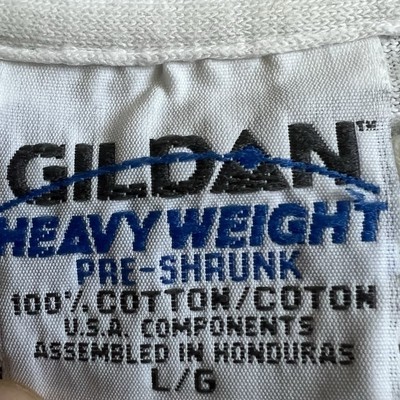 GILDAN™
HEAVYWEIGHT
PRE-SHRUNK
100% COTTON/COTON
U.S.A. COMPONENTS
ASSEMBLED IN HONDURAS
L/G